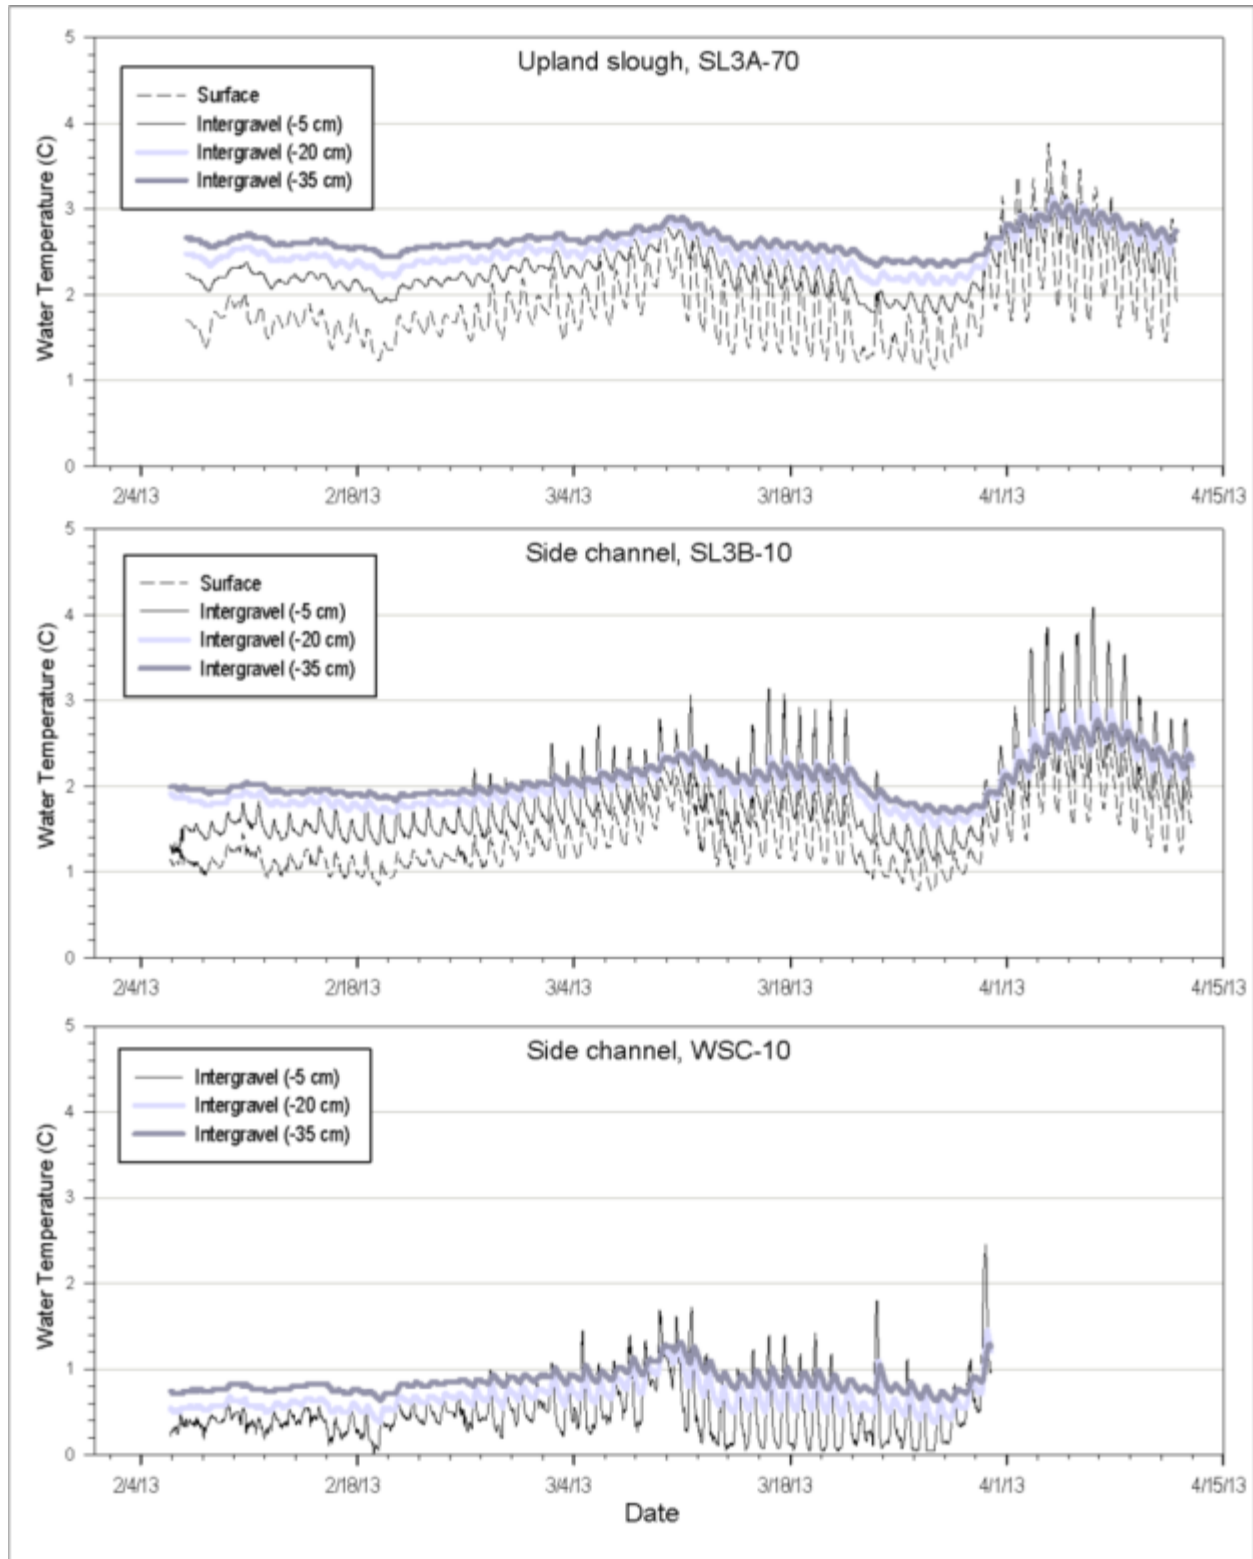 Upland slough, SL3A-70
Surface
Intergravel (-5 cm)
Intergravel (-20 cm)
Intergravel (-35 cm)
Water Temperature (C)
5
4
3
2
1
0
2/4/13 2/18/13 3/4/13 3/18/13 4/1/13 4/15/13
Side channel, SL3B-10
Surface
Intergravel (-5 cm)
Intergravel (-20 cm)
Intergravel (-35 cm)
Water Temperature (C)
5
4
3
2
1
0
2/4/13 2/18/13 3/4/13 3/18/13 4/1/13 4/15/13
Side channel, WSC-10
Intergravel (-5 cm)
Intergravel (-20 cm)
Intergravel (-35 cm)
Water Temperature (C)
5
4
3
2
1
0
2/4/13 2/18/13 3/4/13 3/18/13 4/1/13 4/15/13
Date